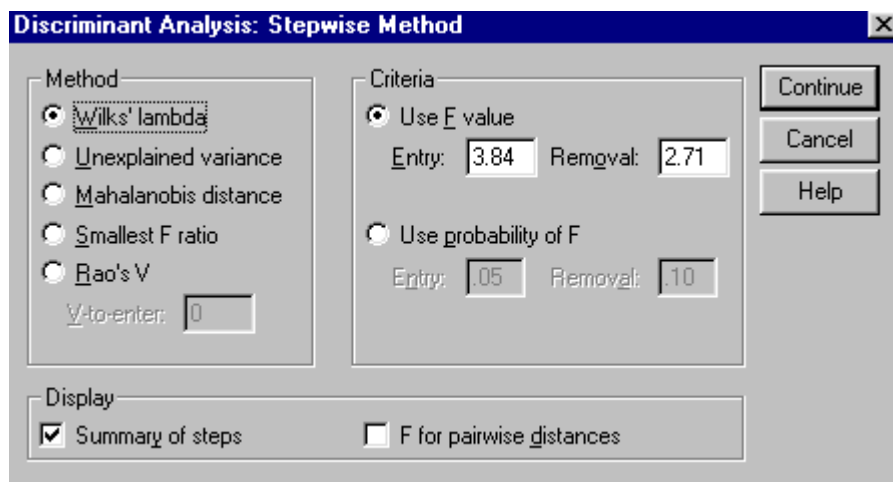 Discriminant Analysis: Stepwise Method
Method
Wilks' lambda
Unexplained variance
Mahalanobis distance
Smallest F ratio
Rao's V
V-to-enter: 0
Criteria
Use F value
Entry: 3.84 Removal: 2.71
Use probability of F
Entry: .05 Removal: .10
Continue
Cancel
Help
Display
Summary of steps F for pairwise distances